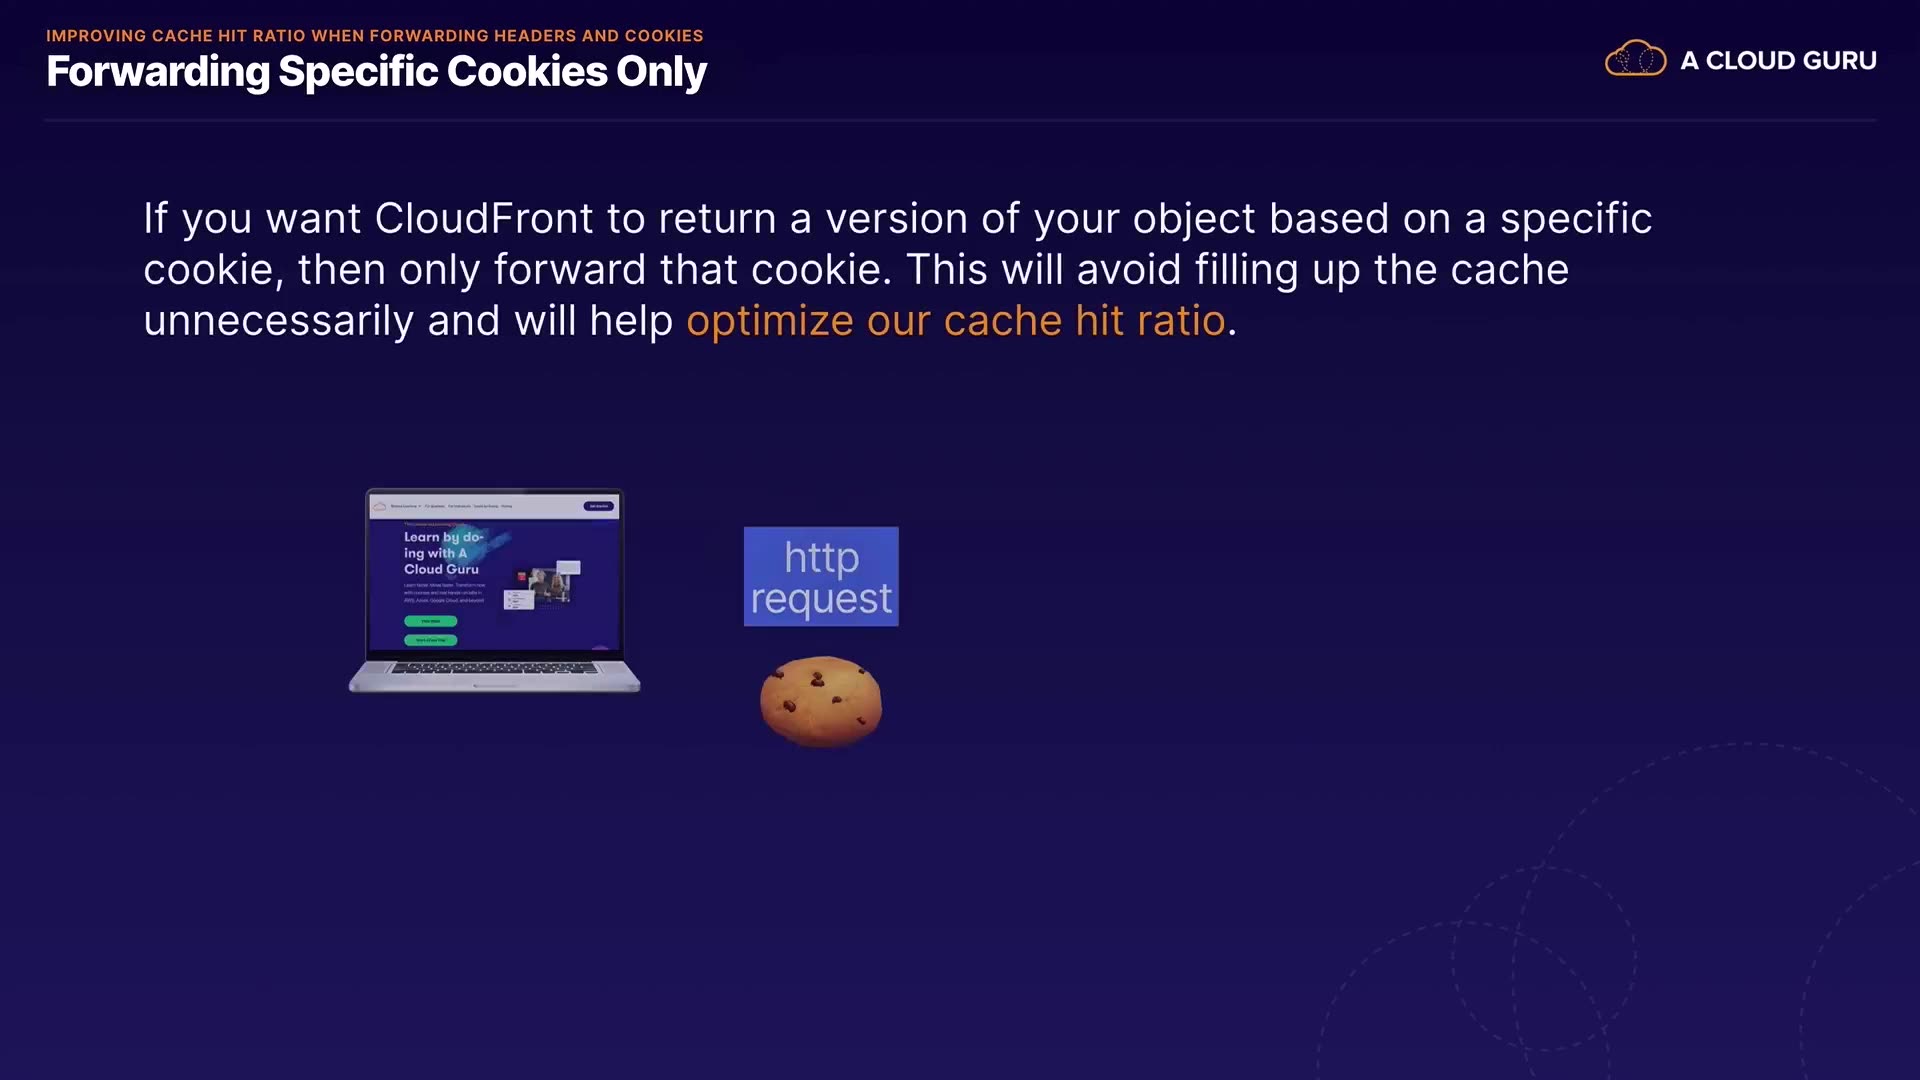 IMPROVING CACHE HIT RATIO WHEN FORWARDING HEADERS AND COOKIES
Forwarding Specific Cookies Only
A CLOUD GURU
If you want CloudFront to return a version of your object based on a specific
cookie, then only forward that cookie. This will avoid filling up the cache
unnecessarily and will help optimize our cache hit ratio.
Learn by do-
ing with A
Cloud Guru
http
request